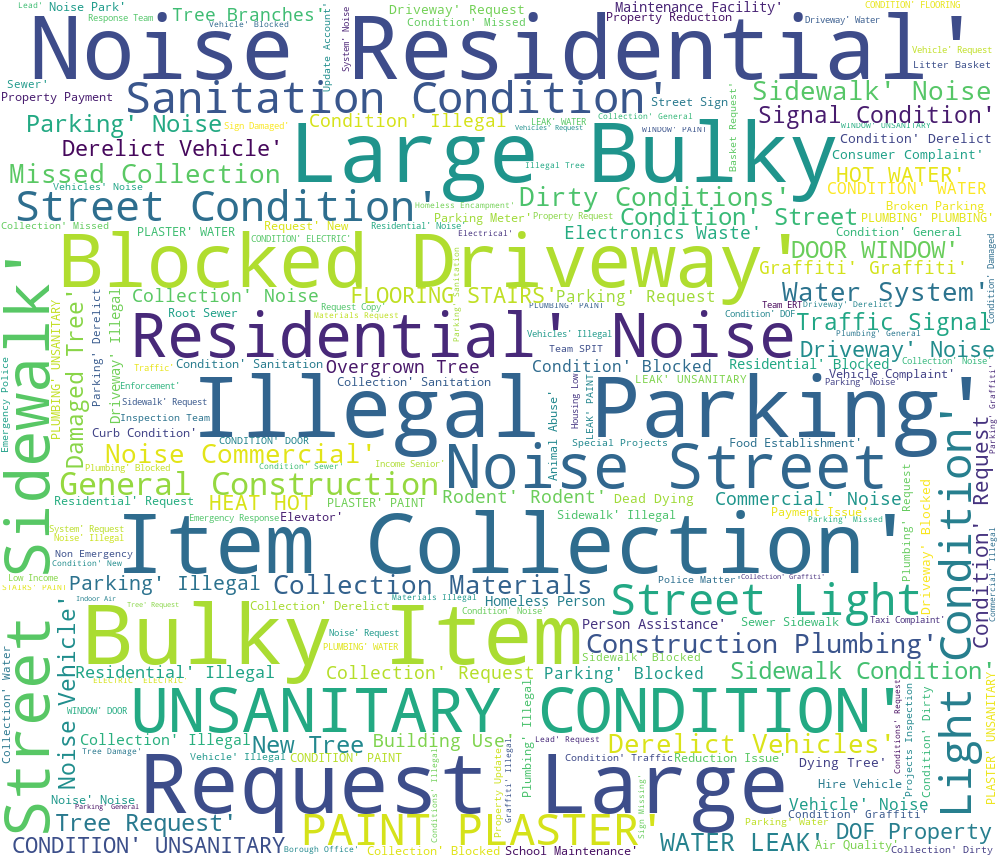 Lead' Noise Park'
Response Team
Tree Branches'
Vehicle' Blocked
Update Account'
System' Noise
Driveway' Request
Condition' Missed
Maintenance Facility'
Property Reduction
Driveway' Water
CONDITION' FLOORING
Noise Residential'
Vehicle' Request
Litter Basket
Sewer'
Property Payment
Sanitation Condition'
Street Sign
Sidewalk' Noise
Parking' Noise
Sign Damaged'
Condition' Illegal
LEAK' WATER
Vehicles' Request
Collection' General
WINDOW' PAINT
Basket Request'
Signal Condition'
WINDOW' UNSANITARY
Condition' Derelict
Derelict Vehicle'
Large Bulky
Consumer Complaint'
Missed Collection
Illegal Tree
HOT WATER'
Vehicles' Noise
Dirty Conditions'
CONDITION' WATER
Street Condition'
Homeless Encampment'
Parking Meter'
Property Request
Condition' Street
Broken Parking
PLUMBING' PLUMBING'
Collection' Missed
PLASTER' WATER
Request' New
Residential' Noise
Electrical'
Electronics Waste'
Condition' General
CONDITION' ELECTRIC'
Blocked Driveway'
DOOR WINDOW'
Graffiti' Graffiti'
Condition' Damaged
Parking' Sanitation
Street Sidewalk'
Collection' Noise
FLOORING STAIRS'
Parking' Request
Water System'
Root Sewer
Request Copy
Materials Request
PLUMBING' PAINT
Team ERT
Driveway' Derelict
Condition' DOF
Traffic Signal
PLUMBING' UNSANITARY
Damaged Tree'
Parking' Derelict
Driveway' Illegal
Residential' Noise
Vehicles' Illegal
Plumbing' General
Team SPIT
Driveway' Noise
Emergency Police
Condition' Sanitation
Overgrown Tree
Condition' Blocked
Residential' Blocked
Collection' Noise'
Traffic'
Vehicle Complaint'
Enforcement'
Collection' Sanitation
LEAK' UNSANITARY
Parking' Noise
Parking' Graffiti'
Sidewalk' Request
Illegal Parking'
Animal Abuse'
Housing Low
LEAK' PAINT
Inspection Team
Curb Condition'
CONDITION' DOOR
Special Projects
Food Establishment'
Noise Commercial'
Noise Street
Plumbing' Blocked
Condition' Sewer'
Income Senior'
General Construction
Residential' Request
HEAT HOT
PLASTER' PAINT
Rodent' Rodent'
Dead Dying
Commercial' Noise
Plumbing' Request
Driveway' Blocked
Light Condition'
Condition' Request
Emergency Response
Elevator'
Sidewalk' Illegal
Payment Issue'
Parking' Missed
System' Request
Noise' Illegal
Non Emergency
Condition' New
Item Collection'
Commercial' Illegal
Low Income
STAIRS' PAINT
Parking' Illegal
Collection Materials
Police Matter'
Collection' Graffiti'
Indoor Air
Tree' Request
Collection' Derelict
Materials Illegal
Homeless Person
Street Light
Bulky Item
Condition' Noise'
Noise' Request
PLUMBING' WATER
Person Assistance'
Sewer Sidewalk
Taxi Complaint'
Construction Plumbing'
Sidewalk' Blocked
Collection' Water
Noise Vehicle'
Residential' Illegal
ELECTRIC' ELECTRIC'
Collection' Request
Parking' Blocked
Sidewalk Condition'
WINDOW' DOOR
UNSANITARY CONDITION'
Plumbing' Illegal
Conditions' Request
Projects Inspection
Condition' Dirty
PLASTER' UNSANITARY
Collection' Illegal
Tree Damage'
New Tree
Building Use'
Lead' Request
Derelict Vehicles'
Vehicle' Illegal
CONDITION' PAINT
Conditions' Illegal
Condition' Traffic
Reduction Issue'
Dying Tree'
Request Large
Property Update'
Graffiti' Illegal
Hire Vehicle
Noise' Noise'
Parking' General
Sign Missing'
Vehicle' Noise
Condition' Graffiti'
Tree Request'
PAINT PLASTER'
Parking' Water
DOF Property
CONDITION' UNSANITARY
Borough Office'
Collection' Blocked
School Maintenance'
WATER LEAK'
Air Quality'
Collection' Dirty